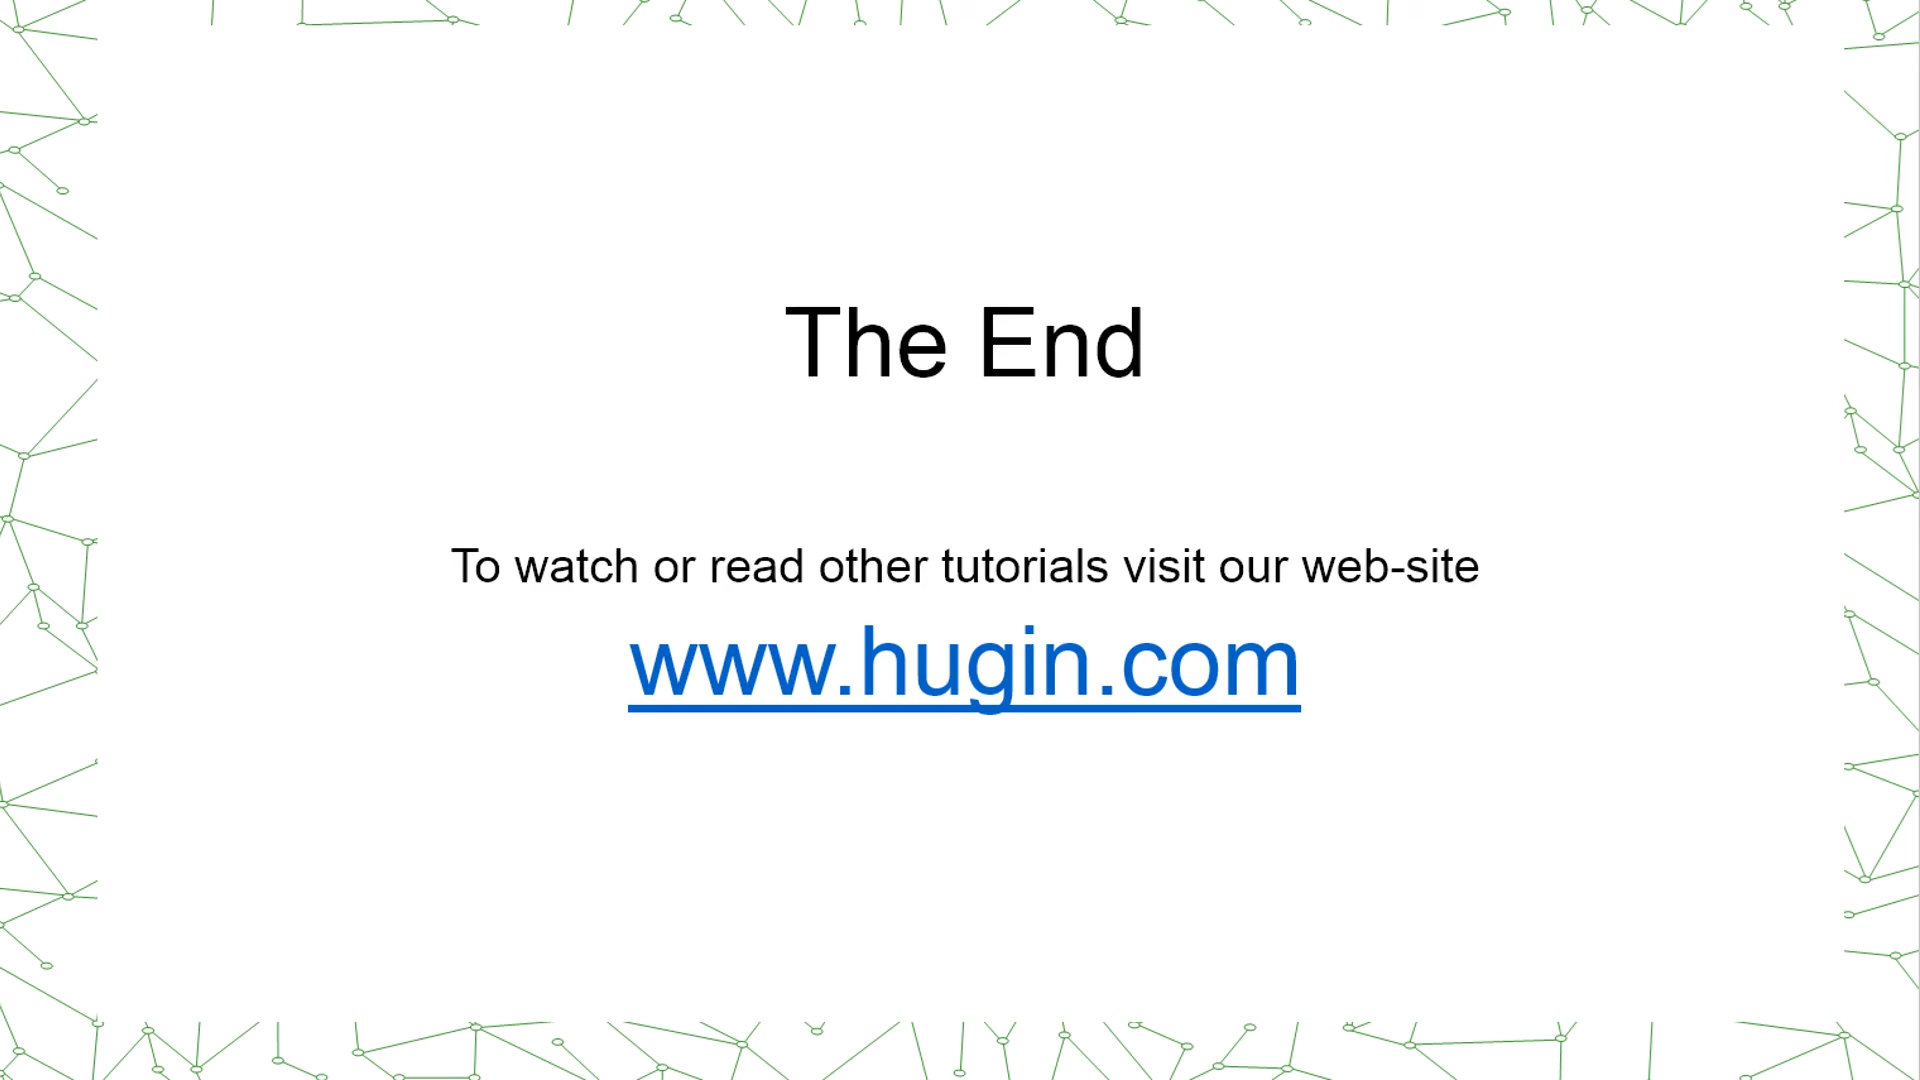 The End
To watch or read other tutorials visit our web-site
www.hugin.com